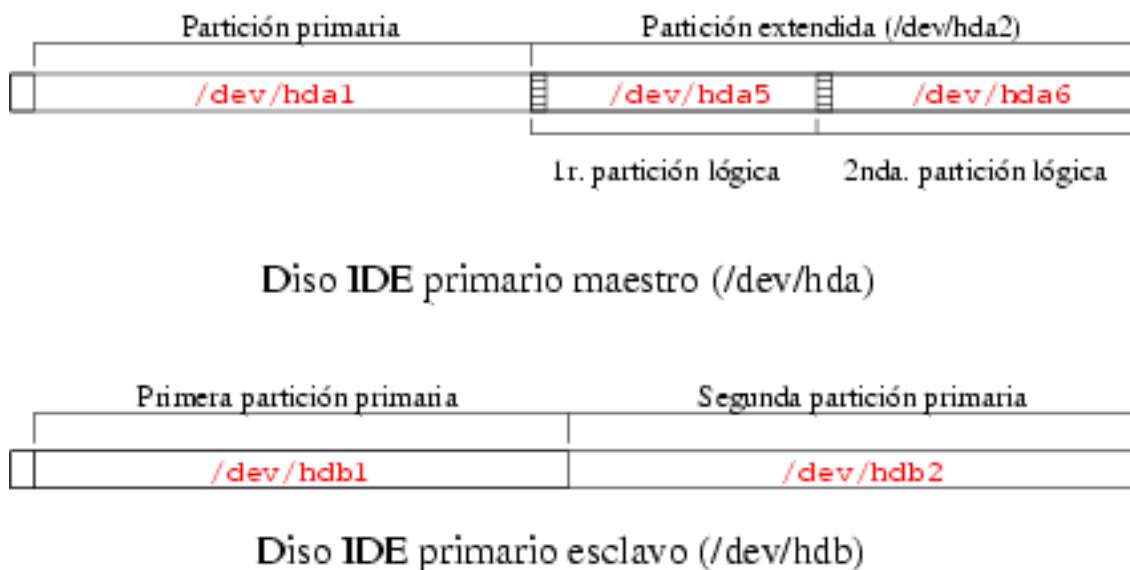 Partición primaria Partición extendida (/dev/hda2)
/dev/hda1 /dev/hda5 /dev/hda6
1r. partición lógica 2nda. partición lógica
Diso IDE primario maestro (/dev/hda)
Primera partición primaria Segunda partición primaria
/dev/hdb1 /dev/hdb2
Diso IDE primario esclavo (/dev/hdb)